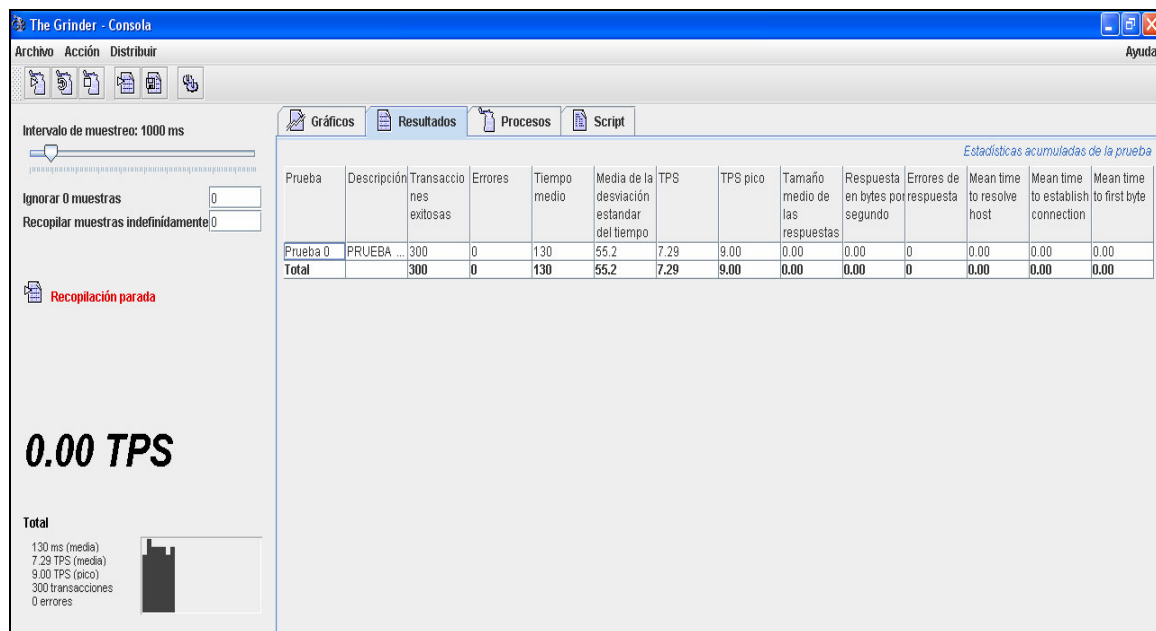 The Grinder - Consola
Archivo Acción Distribuir Ayuda
Intervalo de muestreo: 1000 ms
Ignorar 0 muestras 0
Recopilar muestras indefinídamente 0
Recopilación parada
0.00 TPS
Total
130 ms (media)
7.29 TPS (media)
9.00 TPS (pico)
300 transacciones
0 errores
Gráficos Resultados Procesos Script
Estadísticas acumuladas de la prueba
Prueba Descripción Transaccio Errores Tiempo Media de la TPS TPS pico Tamaño Respuesta Errores de Mean time Mean time Mean time
nes medio desviación medio de en bytes por respuesta to resolve to establish to first byte
exitosas estandar las segundo host connection
del tiempo respuestas
Prueba 0 PRUEBA ... 300 0 130 55.2 7.29 9.00 0.00 0.00 0 0.00 0.00 0.00
Total 300 0 130 55.2 7.29 9.00 0.00 0.00 0 0.00 0.00 0.00